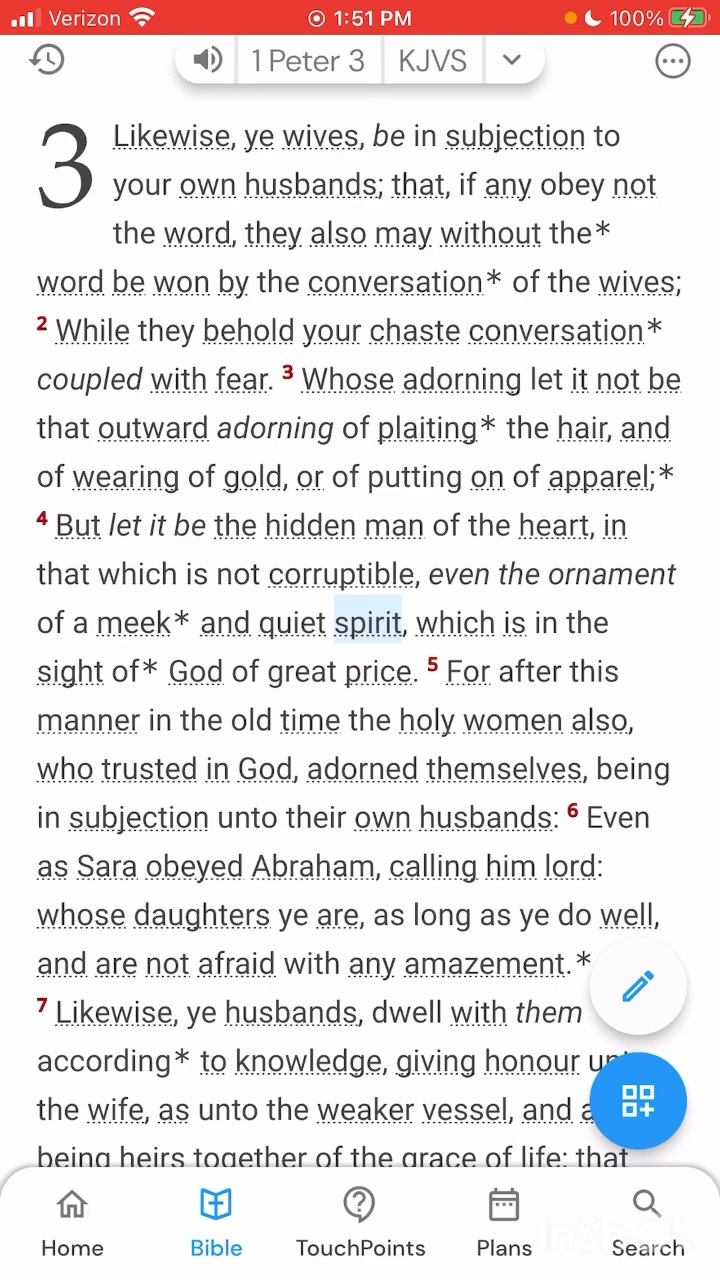 Verizon 1:51 PM 100%
1 Peter 3 KJVS
3 Likewise, ye wives, be in subjection to
your own husbands; that, if any obey not
the word, they also may without the*
word be won by the conversation* of the wives;
2 While they behold your chaste conversation*
coupled with fear. 3 Whose adorning let it not be
that outward adorning of plaiting* the hair, and
of wearing of gold, or of putting on of apparel;*
4 But let it be the hidden man of the heart, in
that which is not corruptible, even the ornament
of a meek* and quiet spirit, which is in the
sight of* God of great price. 5 For after this
manner in the old time the holy women also,
who trusted in God, adorned themselves, being
in subjection unto their own husbands: 6 Even
as Sara obeyed Abraham, calling him lord:
whose daughters ye are, as long as ye do well,
and are not afraid with any amazement.*
7 Likewise, ye husbands, dwell with them
according* to knowledge, giving honour
the wife, as unto the weaker vessel, and
being heirs together of the grace of life; that
Home Bible TouchPoints Plans Search
InShot